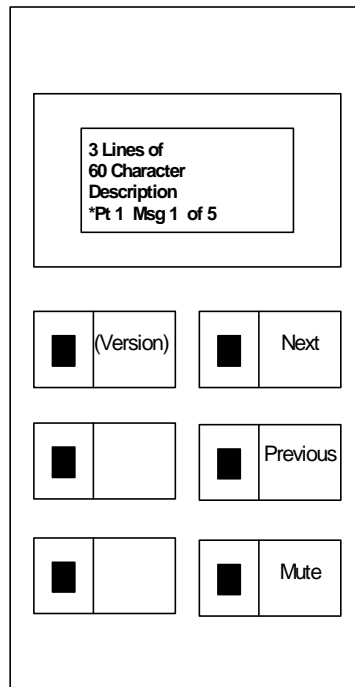 3 Lines of
60 Character
Description
*Pt 1 Msg 1 of 5
(Version)
Next
Previous
Mute